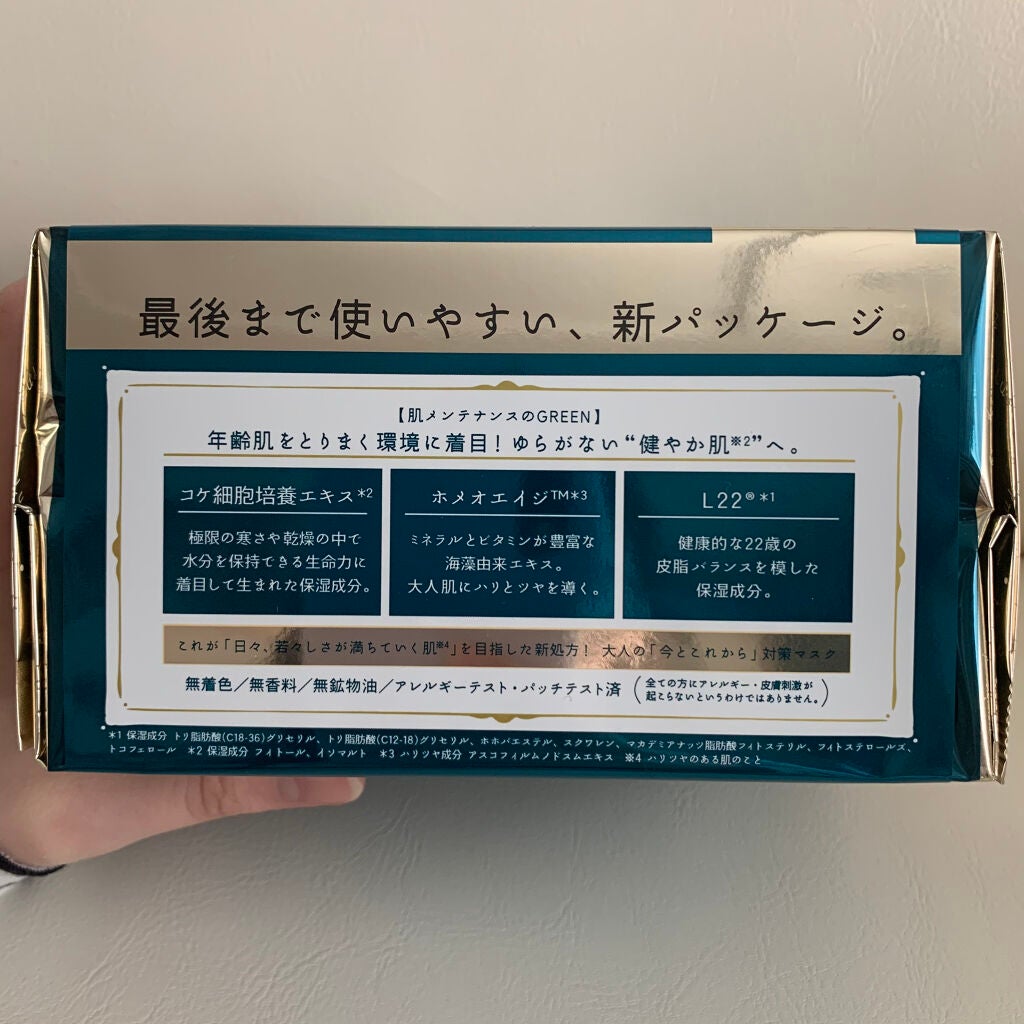 最後まで使いやすい、新パッケージ。
【肌メンテナンスのGREEN】
年齢肌をとりまく環境に着目!ゆらがない“健やか肌※2”へ。
コケ細胞培養エキス*2
極限の寒さや乾燥の中で
水分を保持できる生命力に
着目して生まれた保湿成分。
ホメオエイジ™*3
ミネラルとビタミンが豊富な
海藻由来エキス。
大人肌にハリとツヤを導く。
L22®*1
健康的な22歳の
皮脂バランスを模した
保湿成分。
これが「日々、若々しさが満ちていく肌※4」を目指した新処方! 大人の「今とこれから」対策マスク
無着色/無香料/無鉱物油/アレルギーテスト・パッチテスト済
(全ての方にアレルギー・皮膚刺激が
起こらないというわけではありません。)
*1 保湿成分 トリ脂肪酸(C18-36)グリセリル、トリ脂肪酸(C12-18)グリセリル、ホホバエステル、スクワレン、マカデミアナッツ脂肪酸フィトステリル、フィトステロールズ、
トコフェロール *2 保湿成分 フィトール、イソマルト *3 ハリツヤ成分 アスコフィルムノドスムエキス ※4 ハリツヤのある肌のこと